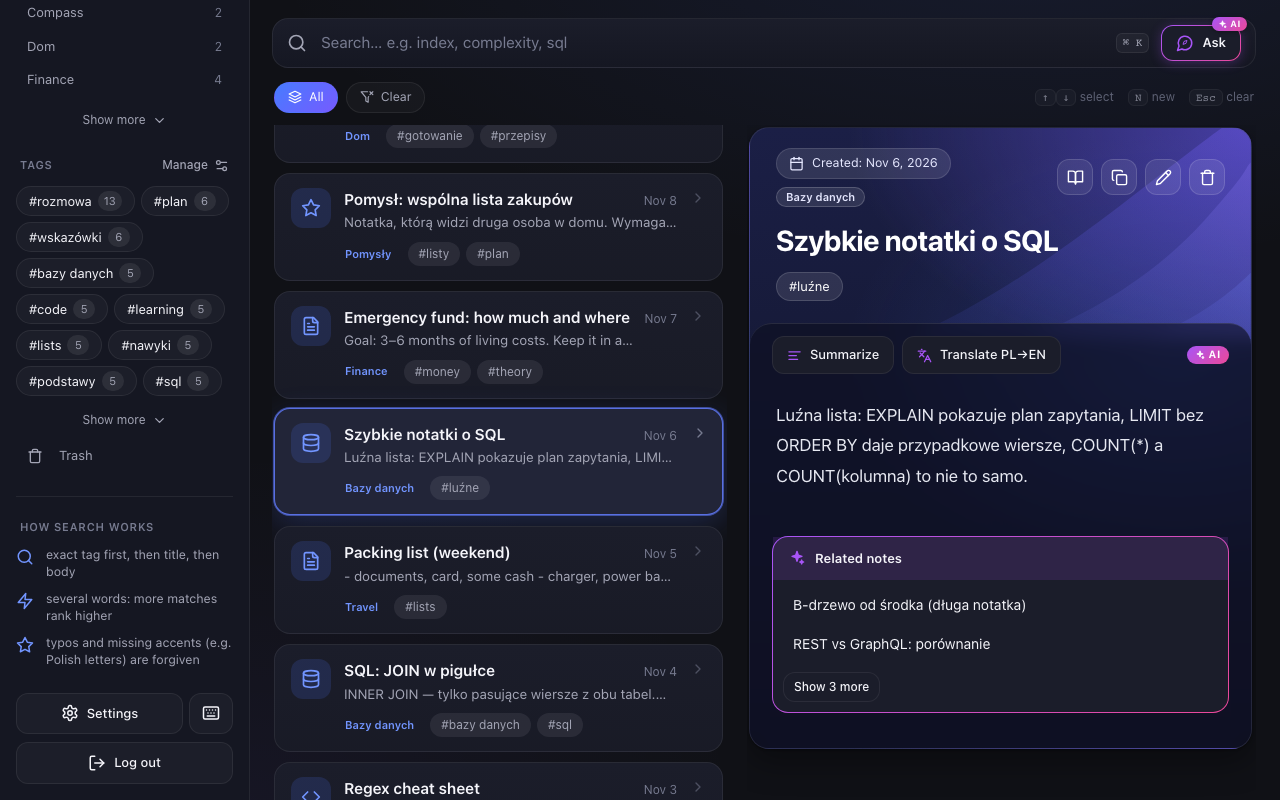 Compass 2
Dom 2
Finance 4
Show more
TAGS Manage
#rozmowa 13 #plan 6
#wskazówki 6
#bazy danych 5
#code 5 #learning 5
#lists 5 #nawyki 5
#podstawy 5 #sql 5
Show more
Trash
HOW SEARCH WORKS
exact tag first, then title, then
body
several words: more matches
rank higher
typos and missing accents (e.g.
Polish letters) are forgiven
Settings
Log out
Search... e.g. index, complexity, sql ⌘ K Ask AI
All Clear ↑ ↓ select N new Esc clear
Dom #gotowanie #przepisy
Pomysł: wspólna lista zakupów Nov 8
Notatka, którą widzi druga osoba w domu. Wymaga...
Pomysły #listy #plan
Emergency fund: how much and where Nov 7
Goal: 3–6 months of living costs. Keep it in a...
Finance #money #theory
Szybkie notatki o SQL Nov 6
Luźna lista: EXPLAIN pokazuje plan zapytania, LIMI...
Bazy danych #luźne
Packing list (weekend) Nov 5
- documents, card, some cash - charger, power ba...
Travel #lists
SQL: JOIN w pigułce Nov 4
INNER JOIN — tylko pasujące wiersze z obu tabel....
Bazy danych #bazy danych #sql
Regex cheat sheet Nov 3
Created: Nov 6, 2026
Bazy danych
Szybkie notatki o SQL
#luźne
Summarize Translate PL→EN AI
Luźna lista: EXPLAIN pokazuje plan zapytania, LIMIT bez
ORDER BY daje przypadkowe wiersze, COUNT(*) a
COUNT(kolumna) to nie to samo.
Related notes
B-drzewo od środka (długa notatka)
REST vs GraphQL: porównanie
Show 3 more